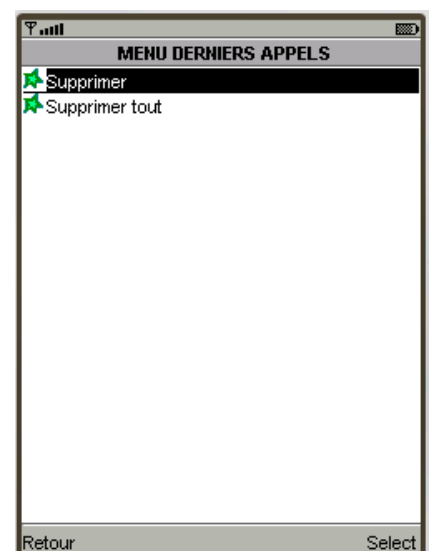 MENU DERNIERS APPELS
Supprimer
Supprimer tout
Retour Select